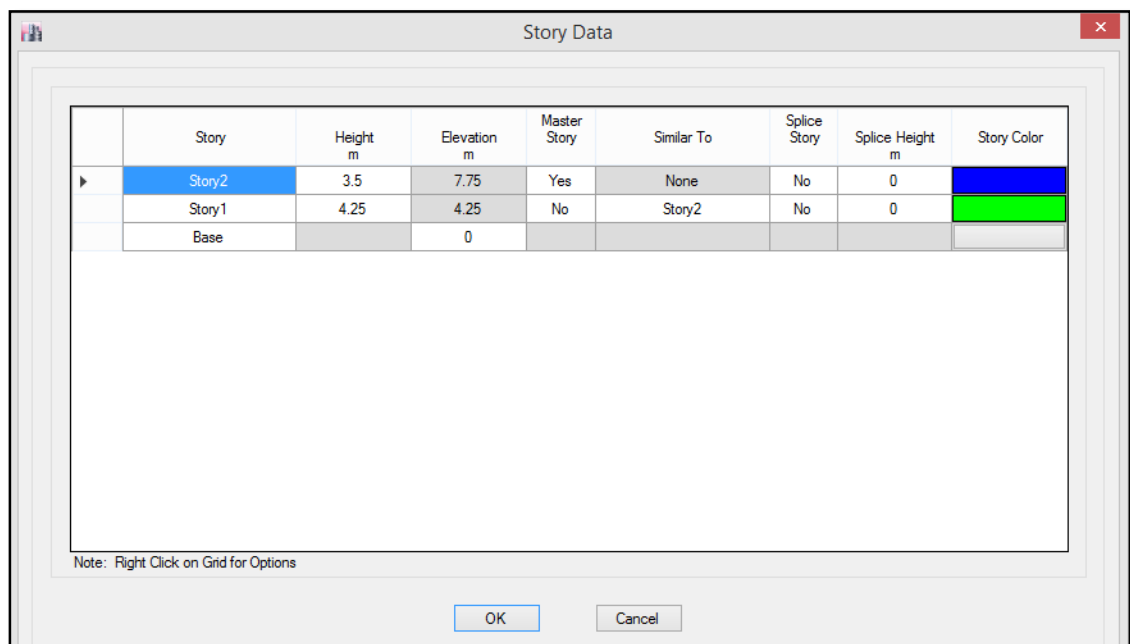 Story Data
Story Height m Elevation m Master Story Similar To Splice Story Splice Height m Story Color
Story2 3.5 7.75 Yes None No 0
Story1 4.25 4.25 No Story2 No 0
Base 0
Note: Right Click on Grid for Options
OK Cancel